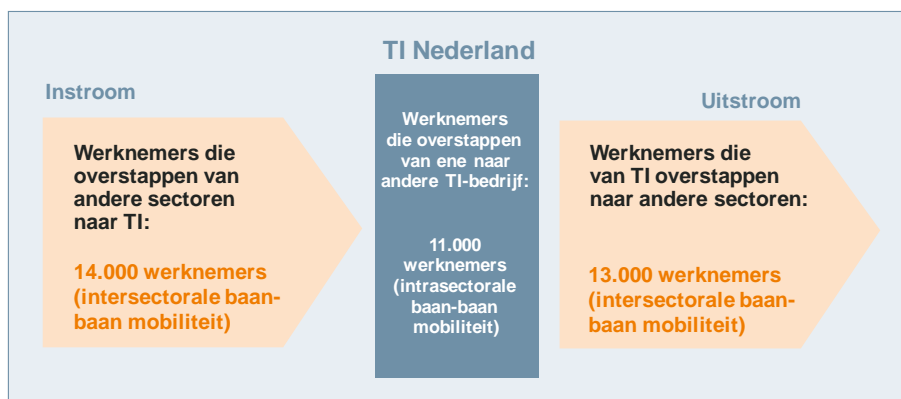 TI Nederland
Instroom
Werknemers die
overstappen van
andere sectoren
naar TI:
14.000 werknemers
(intersectorale baan-
baan mobiliteit)
Werknemers
die overstappen
van ene naar
andere TI-bedrijf:
11.000
werknemers
(intrasectorale
baan-baan
mobiliteit)
Uitstroom
Werknemers die
van TI overstappen
naar andere sectoren:
13.000 werknemers
(intersectorale baan-
baan mobiliteit)